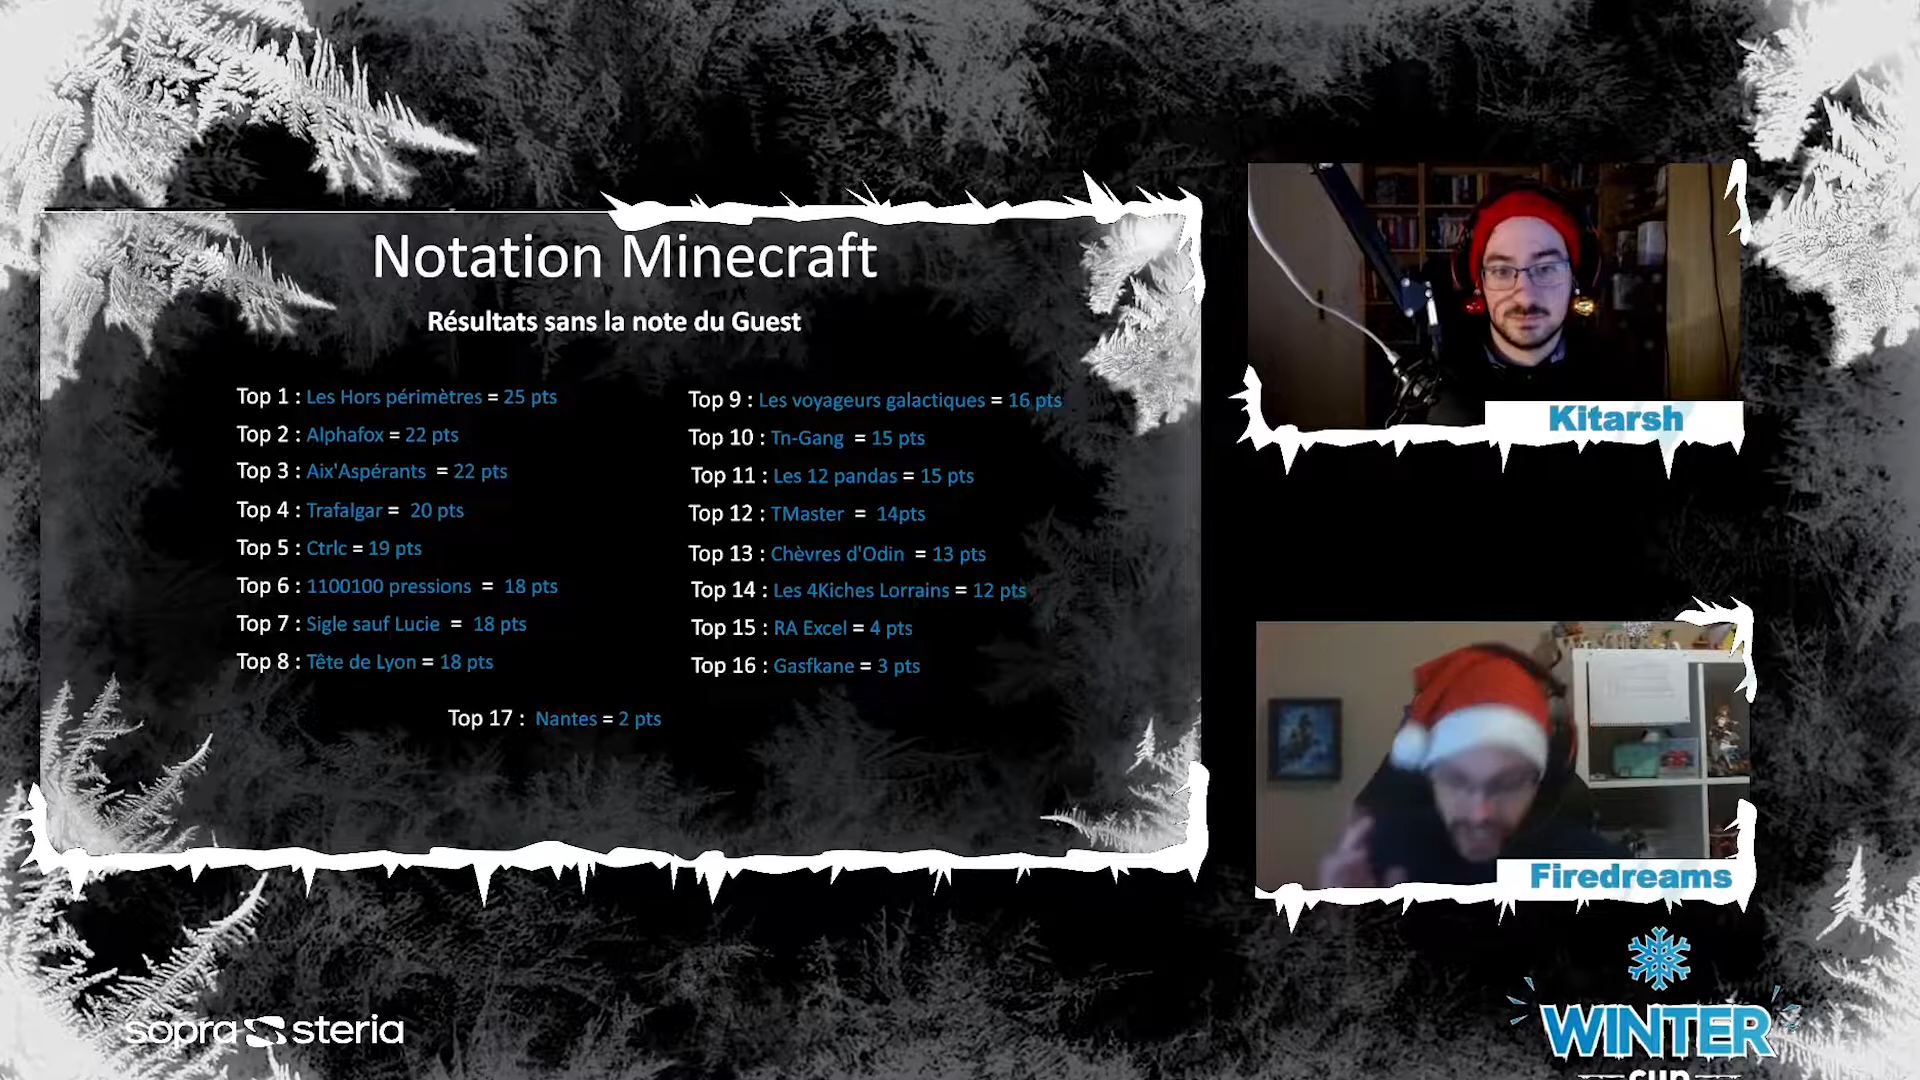 Notation Minecraft
Résultats sans la note du Guest
Top 1 : Les Hors périmètres = 25 pts
Top 2 : Alphafox = 22 pts
Top 3 : Aix'Aspérants = 22 pts
Top 4 : Trafalgar = 20 pts
Top 5 : Ctrlc = 19 pts
Top 6 : 1100100 pressions = 18 pts
Top 7 : Sigle sauf Lucie = 18 pts
Top 8 : Tête de Lyon = 18 pts
Top 9 : Les voyageurs galactiques = 16 pts
Top 10 : Tn-Gang = 15 pts
Top 11 : Les 12 pandas = 15 pts
Top 12 : TMaster = 14pts
Top 13 : Chèvres d'Odin = 13 pts
Top 14 : Les 4Kiches Lorrains = 12 pts
Top 15 : RA Excel = 4 pts
Top 16 : Gasfkane = 3 pts
Top 17 : Nantes = 2 pts
Kitarsh
Firedreams
sopra steria
WINTER
CUP